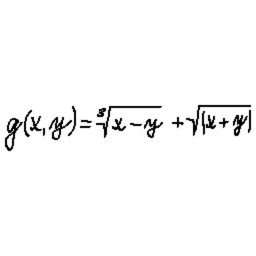 g(x, y) = ∛(x − y) + √|x + y|